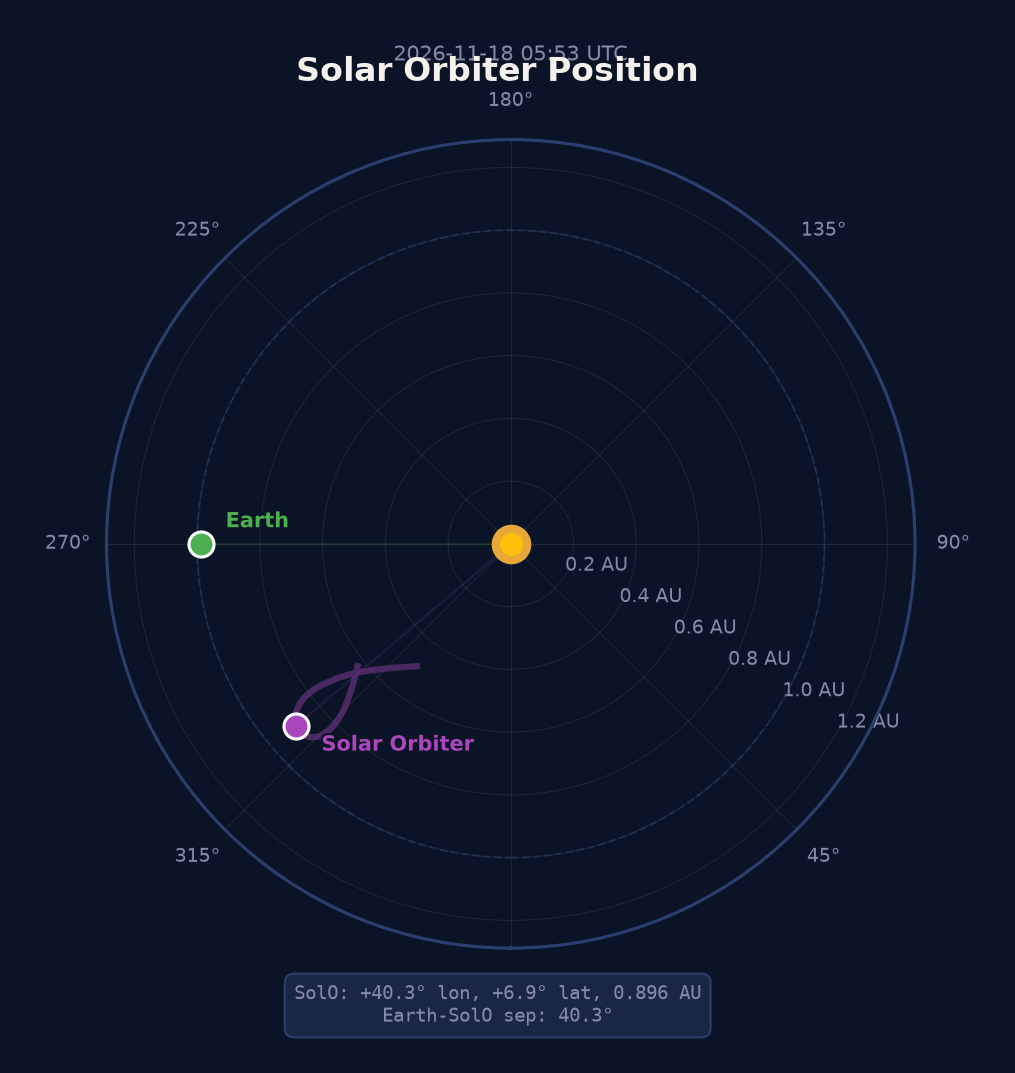 2026-11-18 05:53 UTC
Solar Orbiter Position
180°
225°
135°
Earth
270°
90°
0.2 AU
0.4 AU
0.6 AU
0.8 AU
1.0 AU
1.2 AU
Solar Orbiter
315°
45°
SolO: +40.3° lon, +6.9° lat, 0.896 AU
Earth-SolO sep: 40.3°